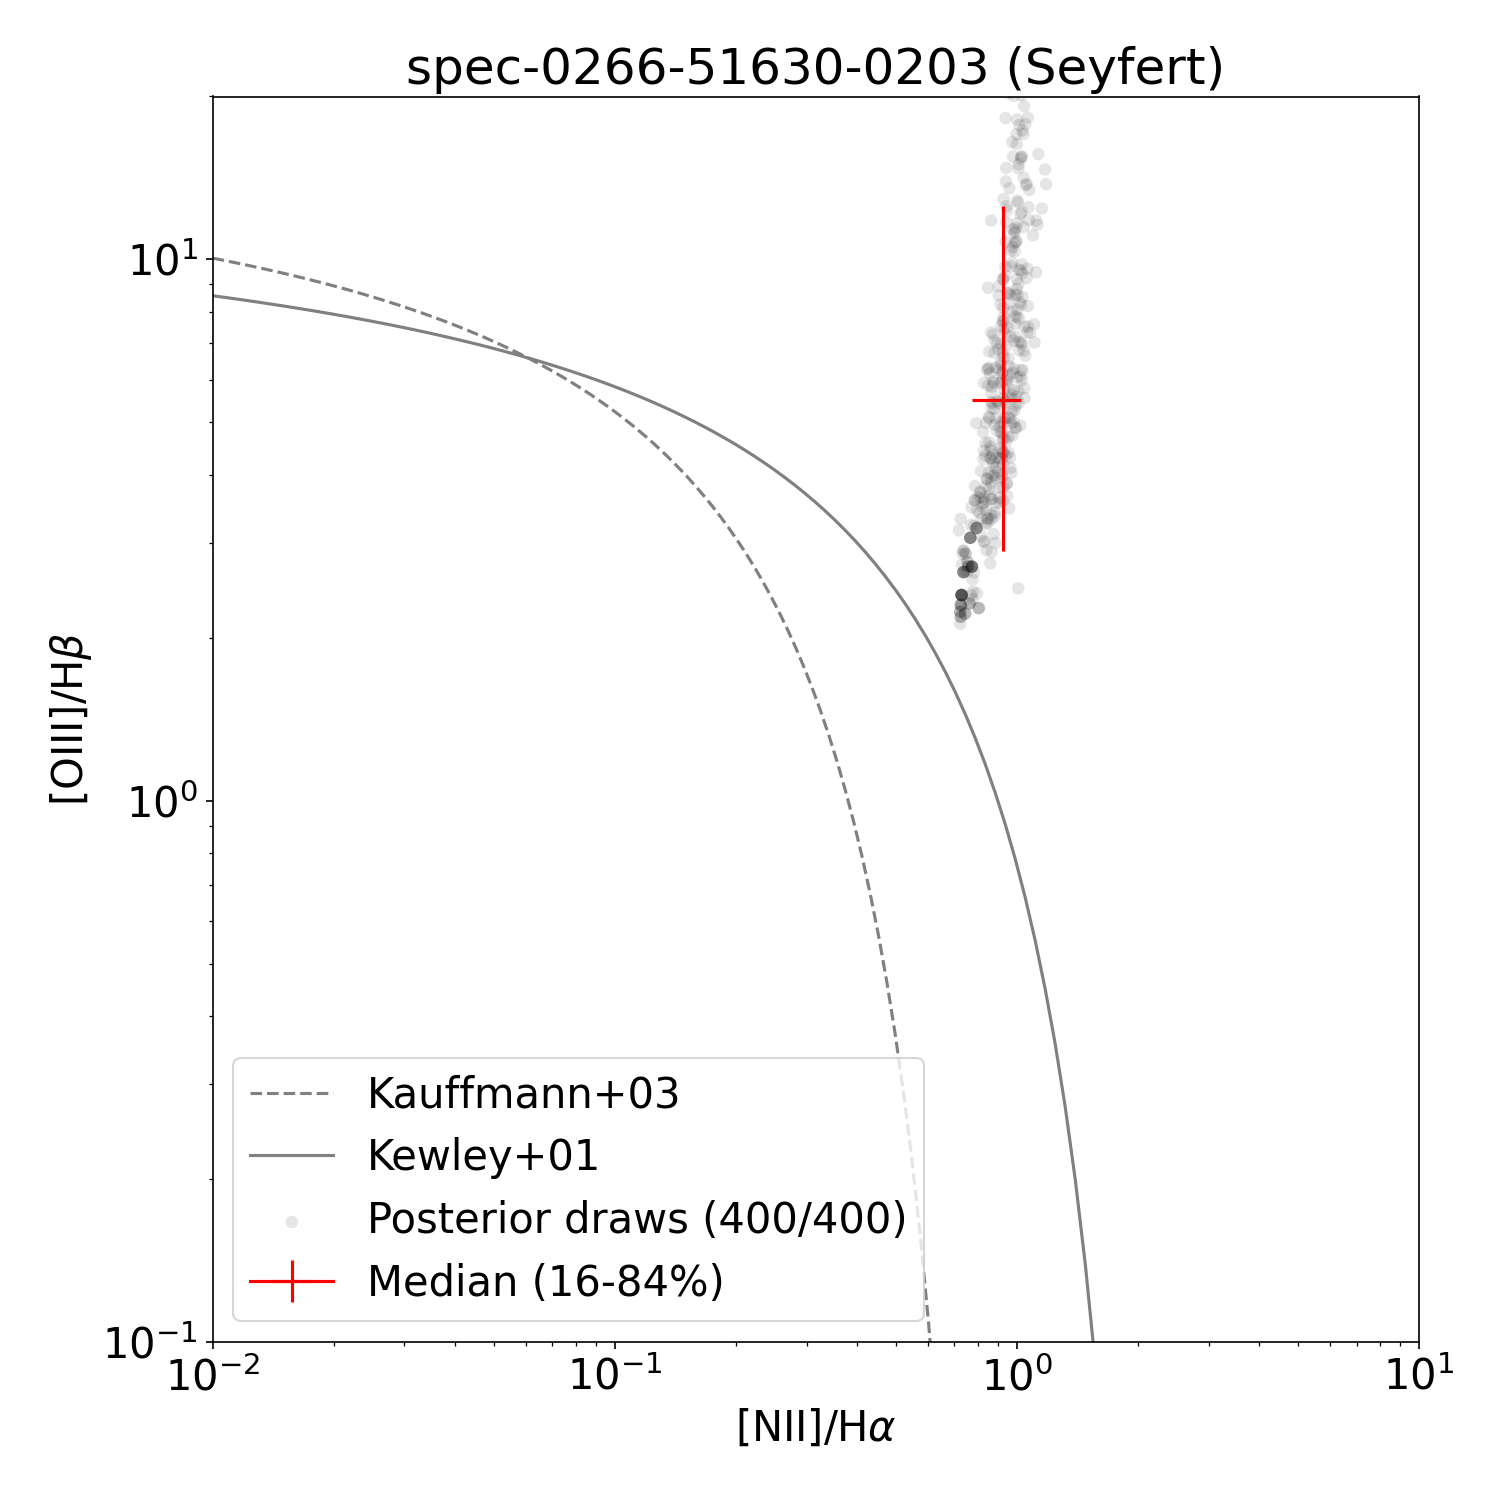 spec-0266-51630-0203 (Seyfert)
[OIII]/Hβ
10¹
10⁰
10⁻¹
Kauffmann+03
Kewley+01
Posterior draws (400/400)
Median (16-84%)
10⁻² 10⁻¹ 10⁰ 10¹
[NII]/Hα